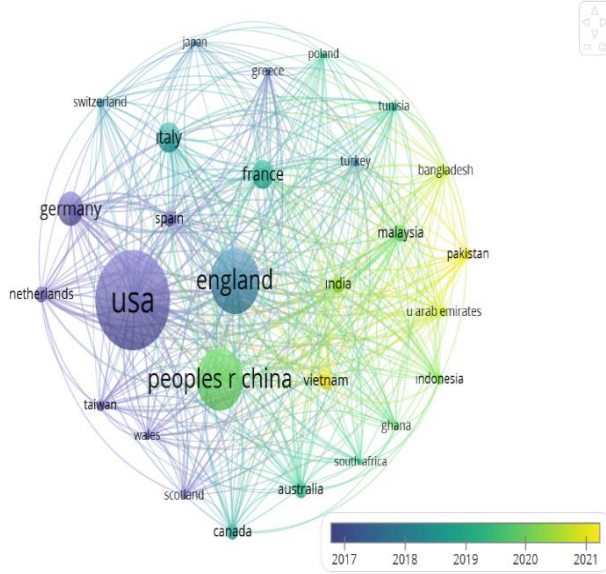 japan
poland
greece
switzerland
tunisia
italy
turkey
france
bangladesh
germany
spain
malaysia
pakistan
england
india
netherlands
usa
u arab emirates
peoples r china
vietnam
indonesia
taiwan
ghana
wales
south africa
scotland
australia
canada
2017 2018 2019 2020 2021